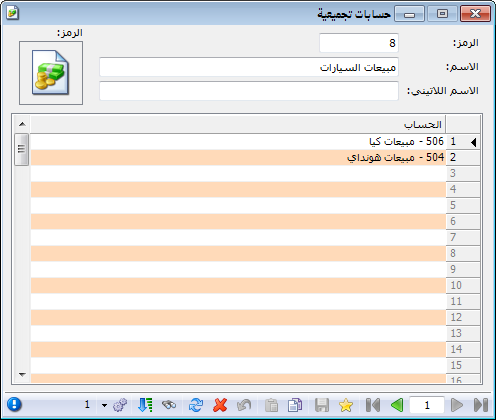 حسابات تجميعية
الرمز: 8
الرمز:
الاسم: مبيعات السيارات
الاسم اللاتيني:
الحساب
1 506 - مبيعات كيا
2 504 - مبيعات هونداي
3
4
5
6
7
8
9
10
11
12
13
14
15
16
1
1